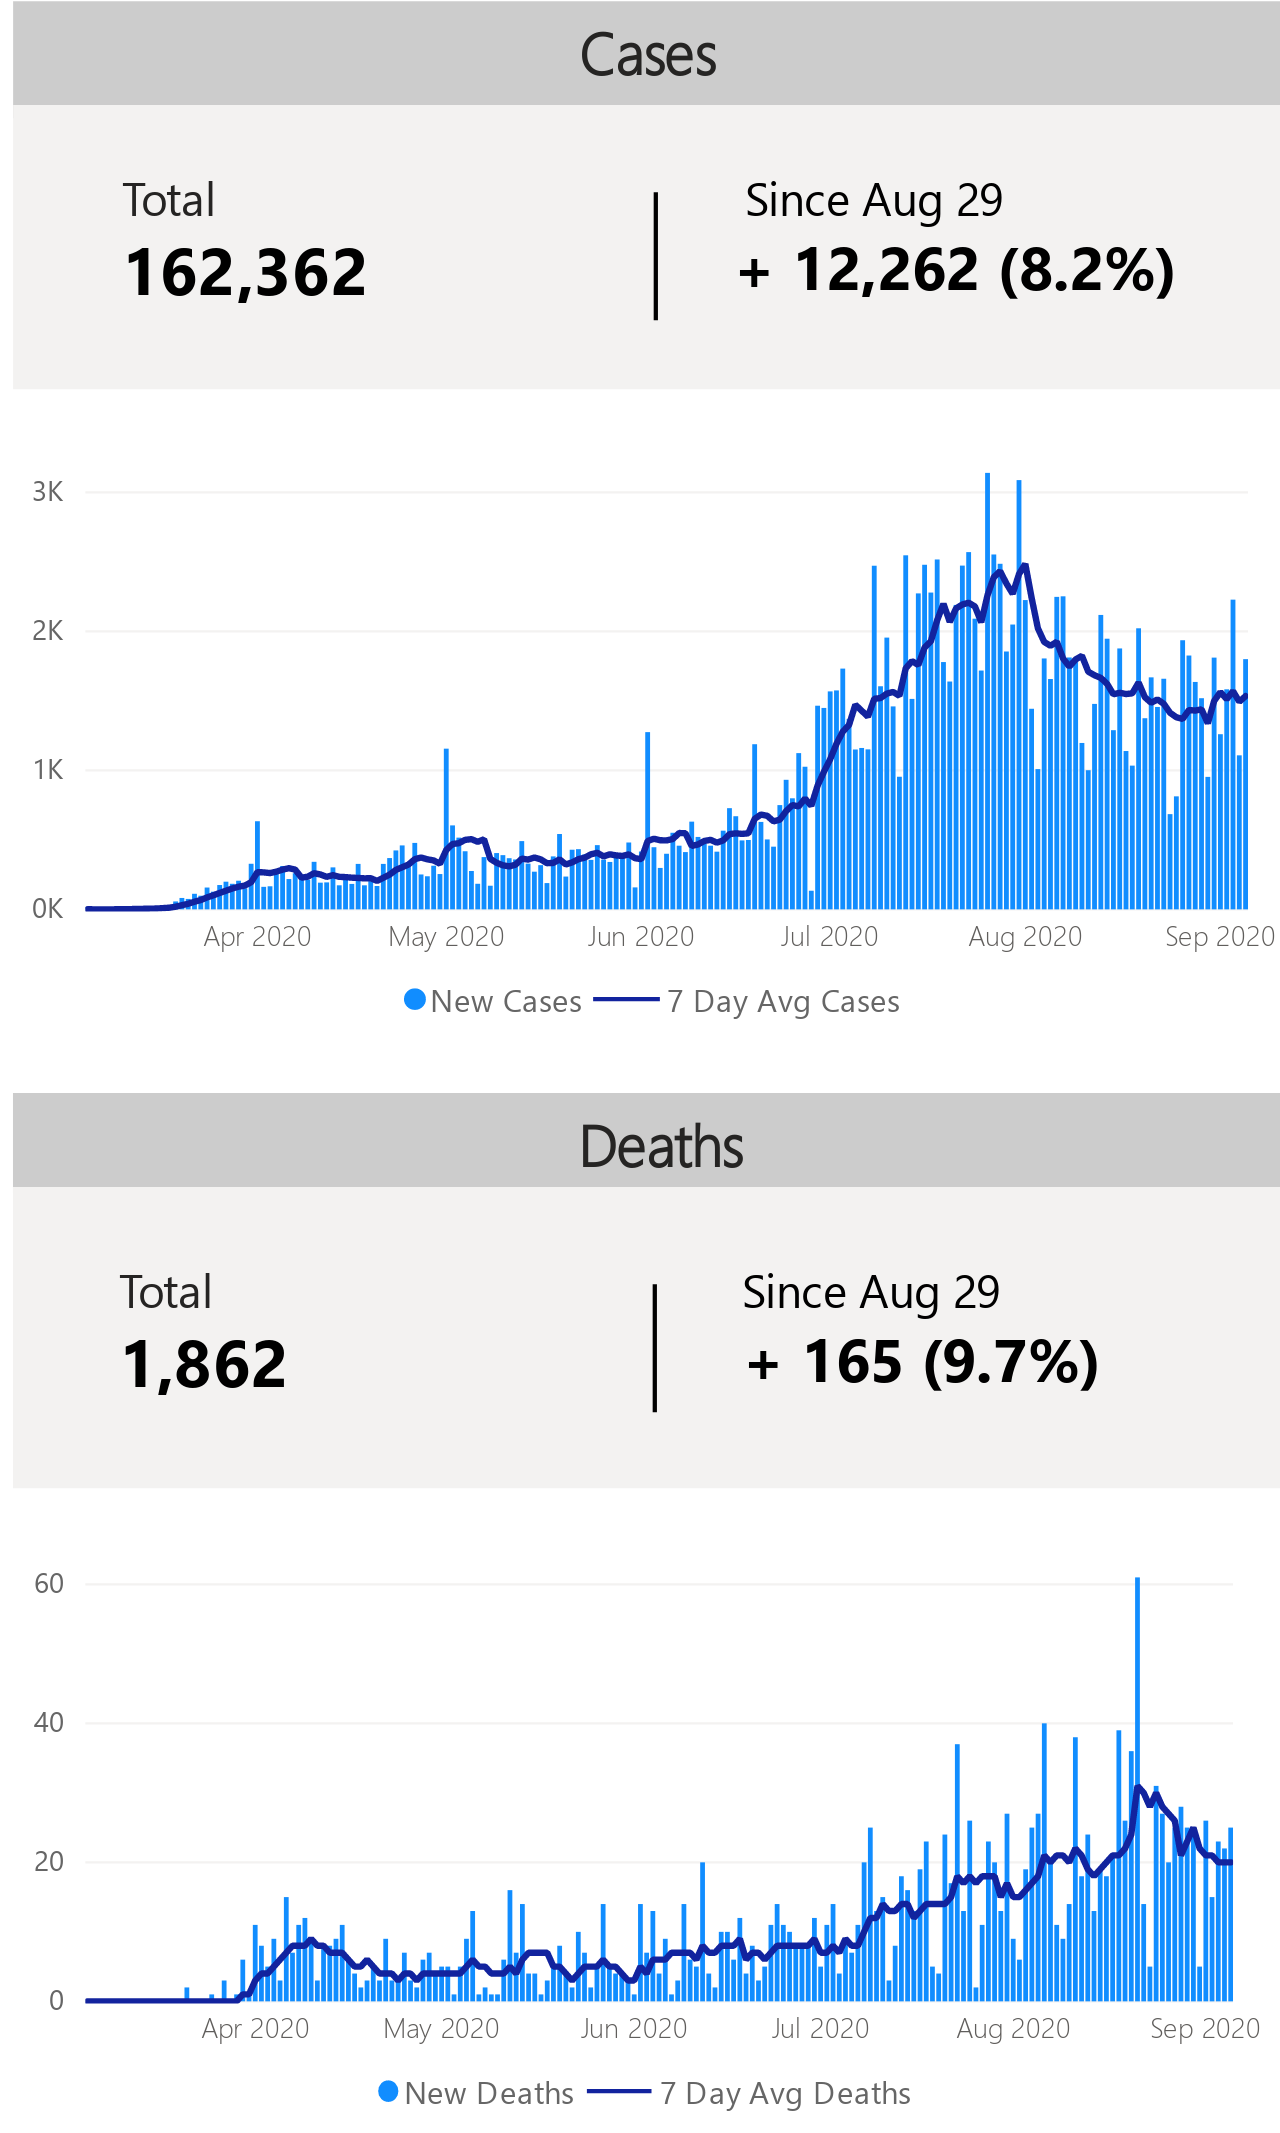 Cases
Total
Since Aug 29
162,362
+ 12,262 (8.2%)
3K
2K
1K
0K
Apr 2020 May 2020 Jun 2020 Jul 2020 Aug 2020 Sep 2020
New Cases 7 Day Avg Cases
Deaths
Total
Since Aug 29
1,862
+ 165 (9.7%)
60
40
20
0
Apr 2020 May 2020 Jun 2020 Jul 2020 Aug 2020 Sep 2020
New Deaths 7 Day Avg Deaths